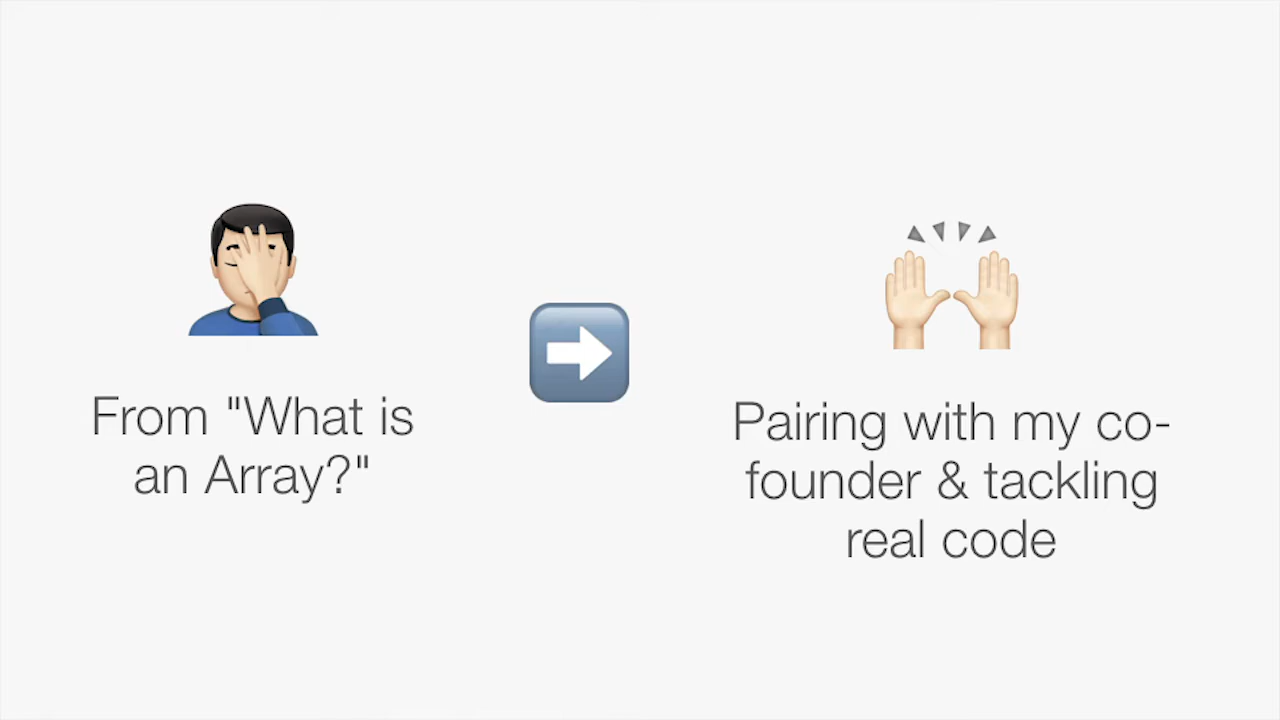 From "What is
an Array?"
Pairing with my co-
founder & tackling
real code